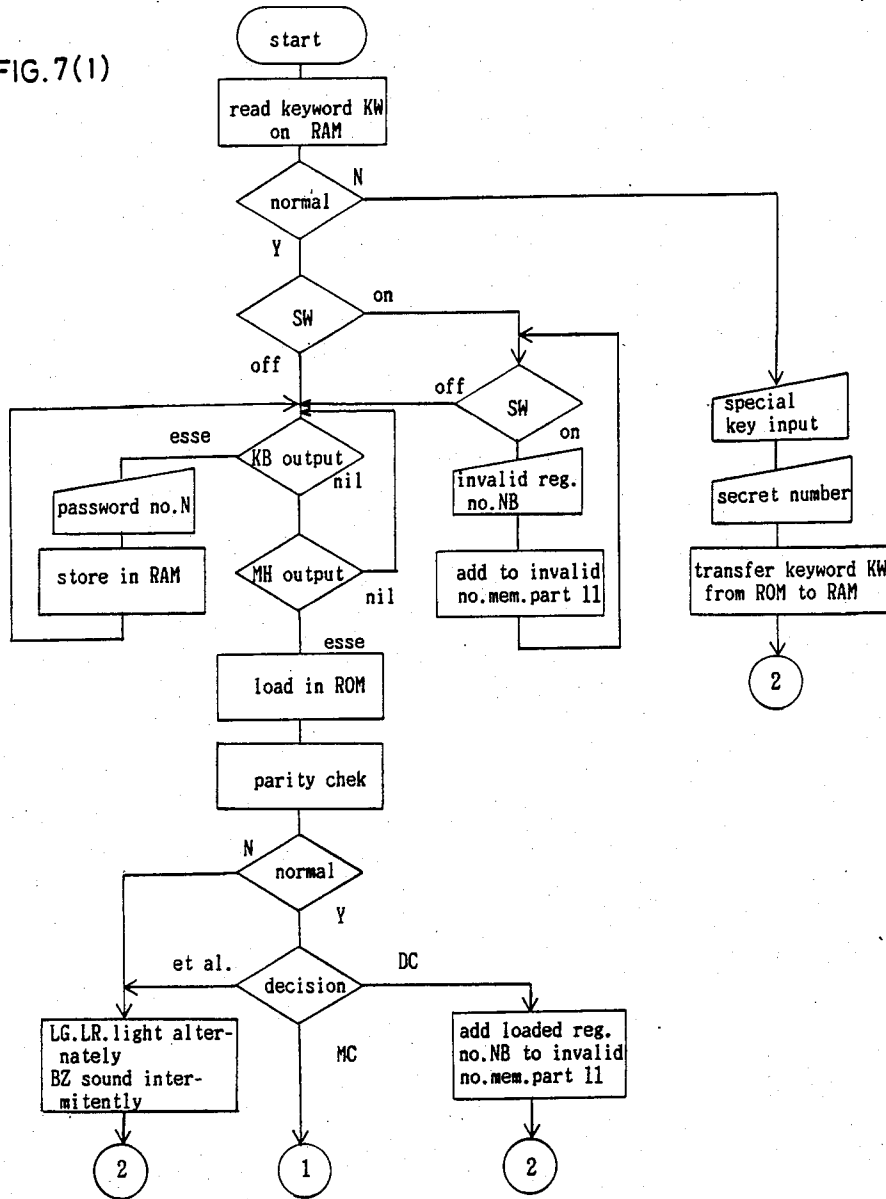 FIG.7(1)
start
read keyword KW
on RAM
normal
N
Y
SW
on
off
off
SW
on
esse
KB output
nil
password no.N
store in RAM
MH output
nil
esse
invalid reg.
no.NB
add to invalid
no.mem.part 11
special
key input
secret number
transfer keyword KW
from ROM to RAM
2
load in ROM
parity chek
N
normal
Y
et al.
decision
DC
MC
LG.LR.light alter-
nately
BZ sound inter-
mitently
add loaded reg.
no.NB to invalid
no.mem.part 11
2
1
2